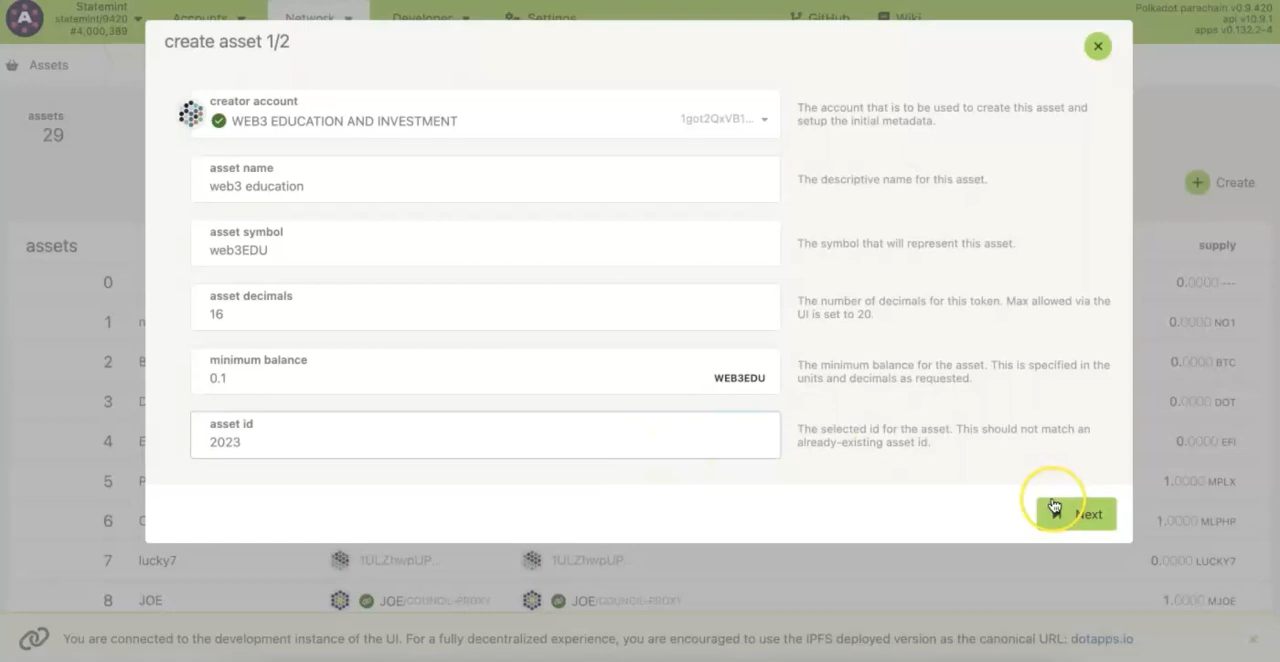 Statemint
statemint/9420
#4,000,389
Accounts
Network
Developer
Settings
GitHub
Wiki
Polkadot parachain v0.9.420
api v10.9.1
apps v0.132.2-4
Assets
assets
29
Create
create asset 1/2
creator account
WEB3 EDUCATION AND INVESTMENT 1got2QxVB1...
The account that is to be used to create this asset and
setup the initial metadata.
asset name
web3 education
The descriptive name for this asset.
asset symbol
web3EDU
The symbol that will represent this asset.
asset decimals
16
The number of decimals for this token. Max allowed via the
UI is set to 20.
minimum balance
0.1 WEB3EDU
The minimum balance for the asset. This is specified in the
units and decimals as requested.
asset id
2023
The selected id for the asset. This should not match an
already-existing asset id.
Next
assets supply
0 0.0000 ---
1 n 0.0000 NO1
2 B 0.0000 BTC
3 D 0.0000 DOT
4 E 0.0000 EFI
5 P 1.0000 MPLX
6 1.0000 MLPHP
7 lucky7 1ULZhwpUP... 1ULZhwpUP... 0.0000 LUCKY7
8 JOE JOE/COUNCIL-PROXY JOE/COUNCIL-PROXY 1.0000 MJOE
You are connected to the development instance of the UI. For a fully decentralized experience, you are encouraged to use the IPFS deployed version as the canonical URL: dotapps.io